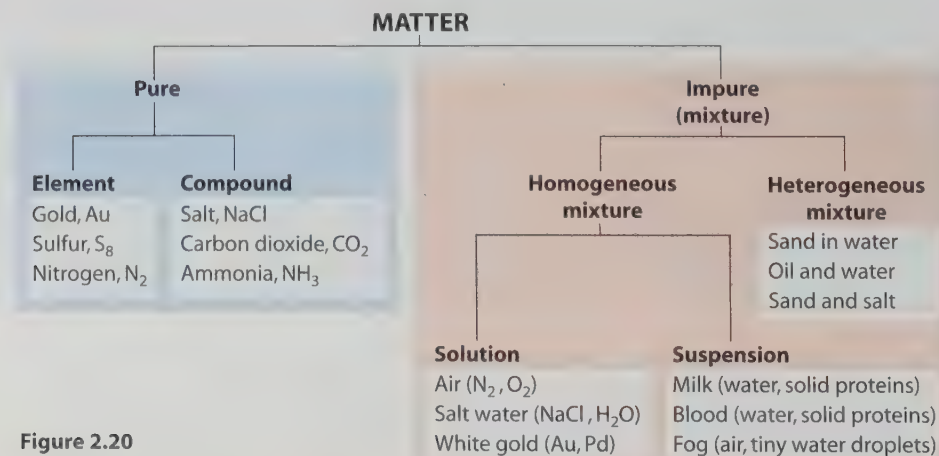 MATTER
Pure
Impure
(mixture)
Element
Gold, Au
Sulfur, S₈
Nitrogen, N₂
Compound
Salt, NaCl
Carbon dioxide, CO₂
Ammonia, NH₃
Homogeneous
mixture
Heterogeneous
mixture
Sand in water
Oil and water
Sand and salt
Solution
Air (N₂, O₂)
Salt water (NaCl, H₂O)
White gold (Au, Pd)
Suspension
Milk (water, solid proteins)
Blood (water, solid proteins)
Fog (air, tiny water droplets)
Figure 2.20